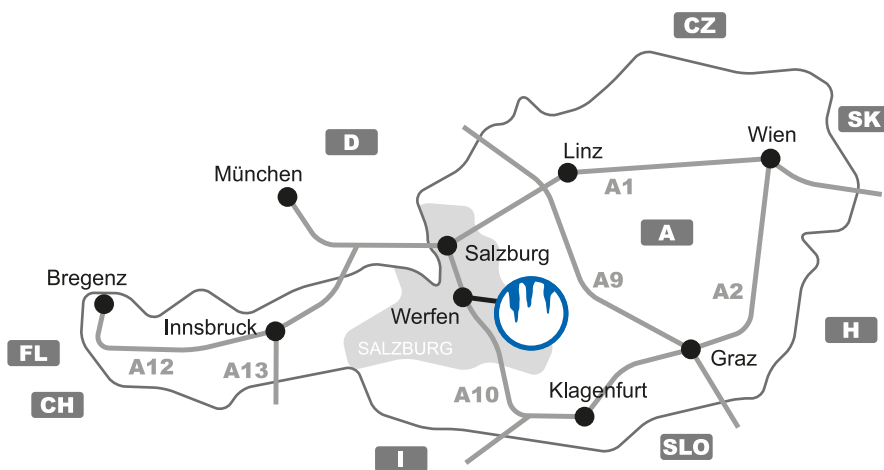 CZ
SK
Wien
D
Linz
München
A1
A
Salzburg
Bregenz
A9
A2
Werfen
Innsbruck
H
FL
SALZBURG
Graz
A12
A13
CH
A10
Klagenfurt
SLO
I